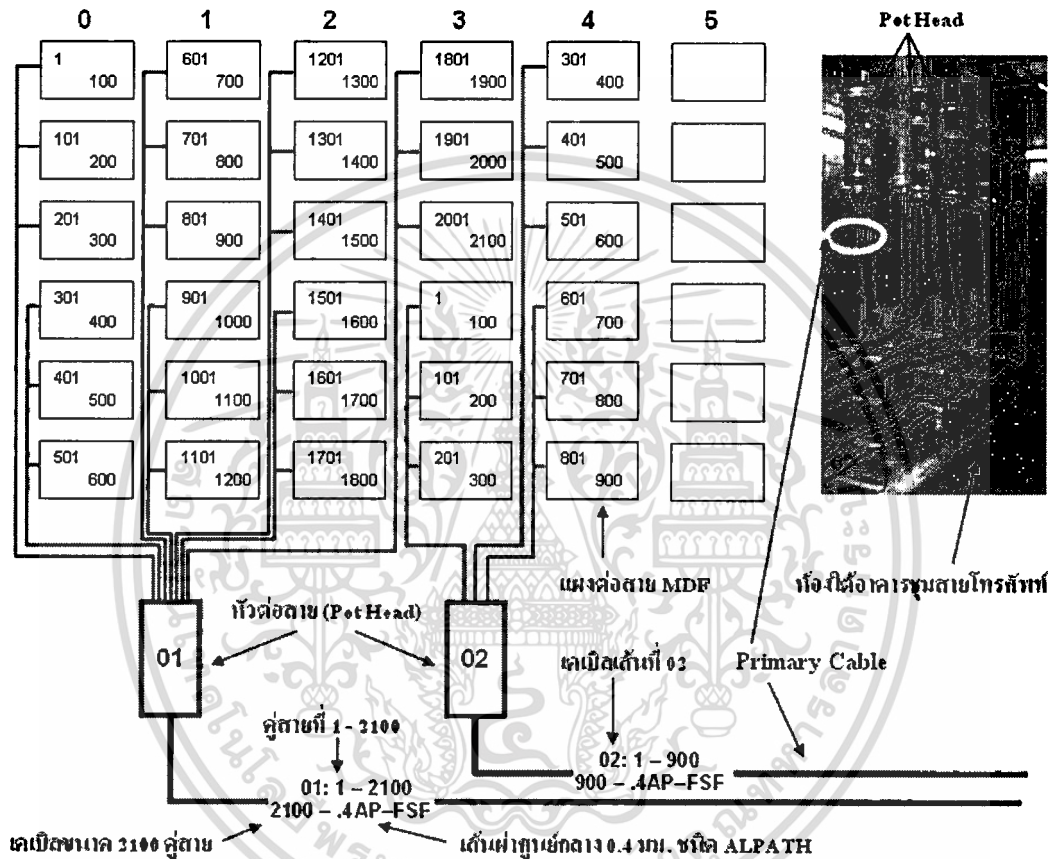 0 1 2 3 4 5
Pot Head
1 601 1201 1801 301
100 700 1300 1900 400
101 701 1301 1901 401
200 800 1400 2000 500
201 801 1401 2001 501
300 900 1500 2100 600
301 901 1501 1 601
400 1000 1600 100 700
401 1001 1601 101 701
500 1100 1700 200 800
501 1101 1701 201 801
600 1200 1800 300 900
แผงต่อสาย MDF
ห้องใต้อาคารชุมสายโทรศัพท์
หัวต่อสาย (Pot Head)
01
02
เคเบิลเส้นที่ 02
Primary Cable
คู่สายที่ 1 - 2100
02: 1 – 900
900 – .4AP–FSF
01: 1 – 2100
2100 – .4AP–FSF
เคเบิลขนาด 2100 คู่สาย
เส้นผ่าศูนย์กลาง 0.4 มม. ชนิด ALPATH